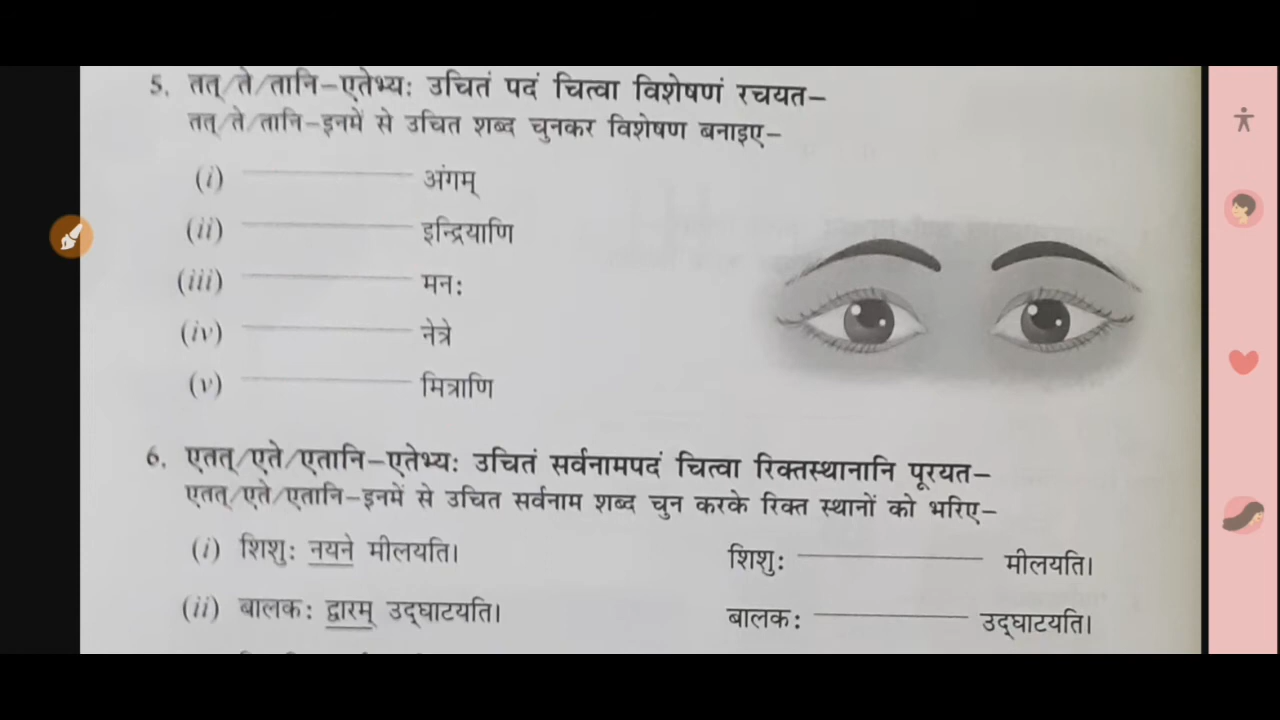 5. तत्/ते/तानि–एतेभ्यः उचितं पदं चित्वा विशेषणं रचयत–
तत्/ते/तानि–इनमें से उचित शब्द चुनकर विशेषण बनाइए–
(i) अंगम्
(ii) इन्द्रियाणि
(iii) मनः
(iv) नेत्रे
(v) मित्राणि
6. एतत्/एते/एतानि–एतेभ्यः उचितं सर्वनामपदं चित्वा रिक्तस्थानानि पूरयत–
एतत्/एते/एतानि–इनमें से उचित सर्वनाम शब्द चुन करके रिक्त स्थानों को भरिए–
(i) शिशुः नयने मीलयति। शिशुः मीलयति।
(ii) बालकः द्वारम् उद्घाटयति। बालकः उद्घाटयति।